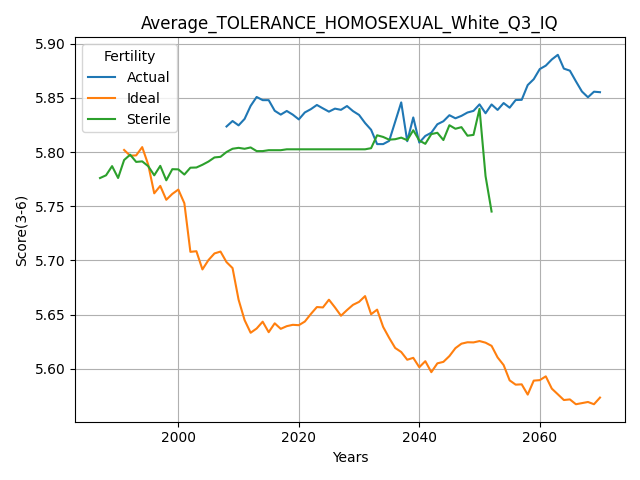 Average_TOLERANCE_HOMOSEXUAL_White_Q3_IQ
Fertility
Actual
Ideal
Sterile
Score(3-6)
5.90
5.85
5.80
5.75
5.70
5.65
5.60
2000 2020 2040 2060
Years